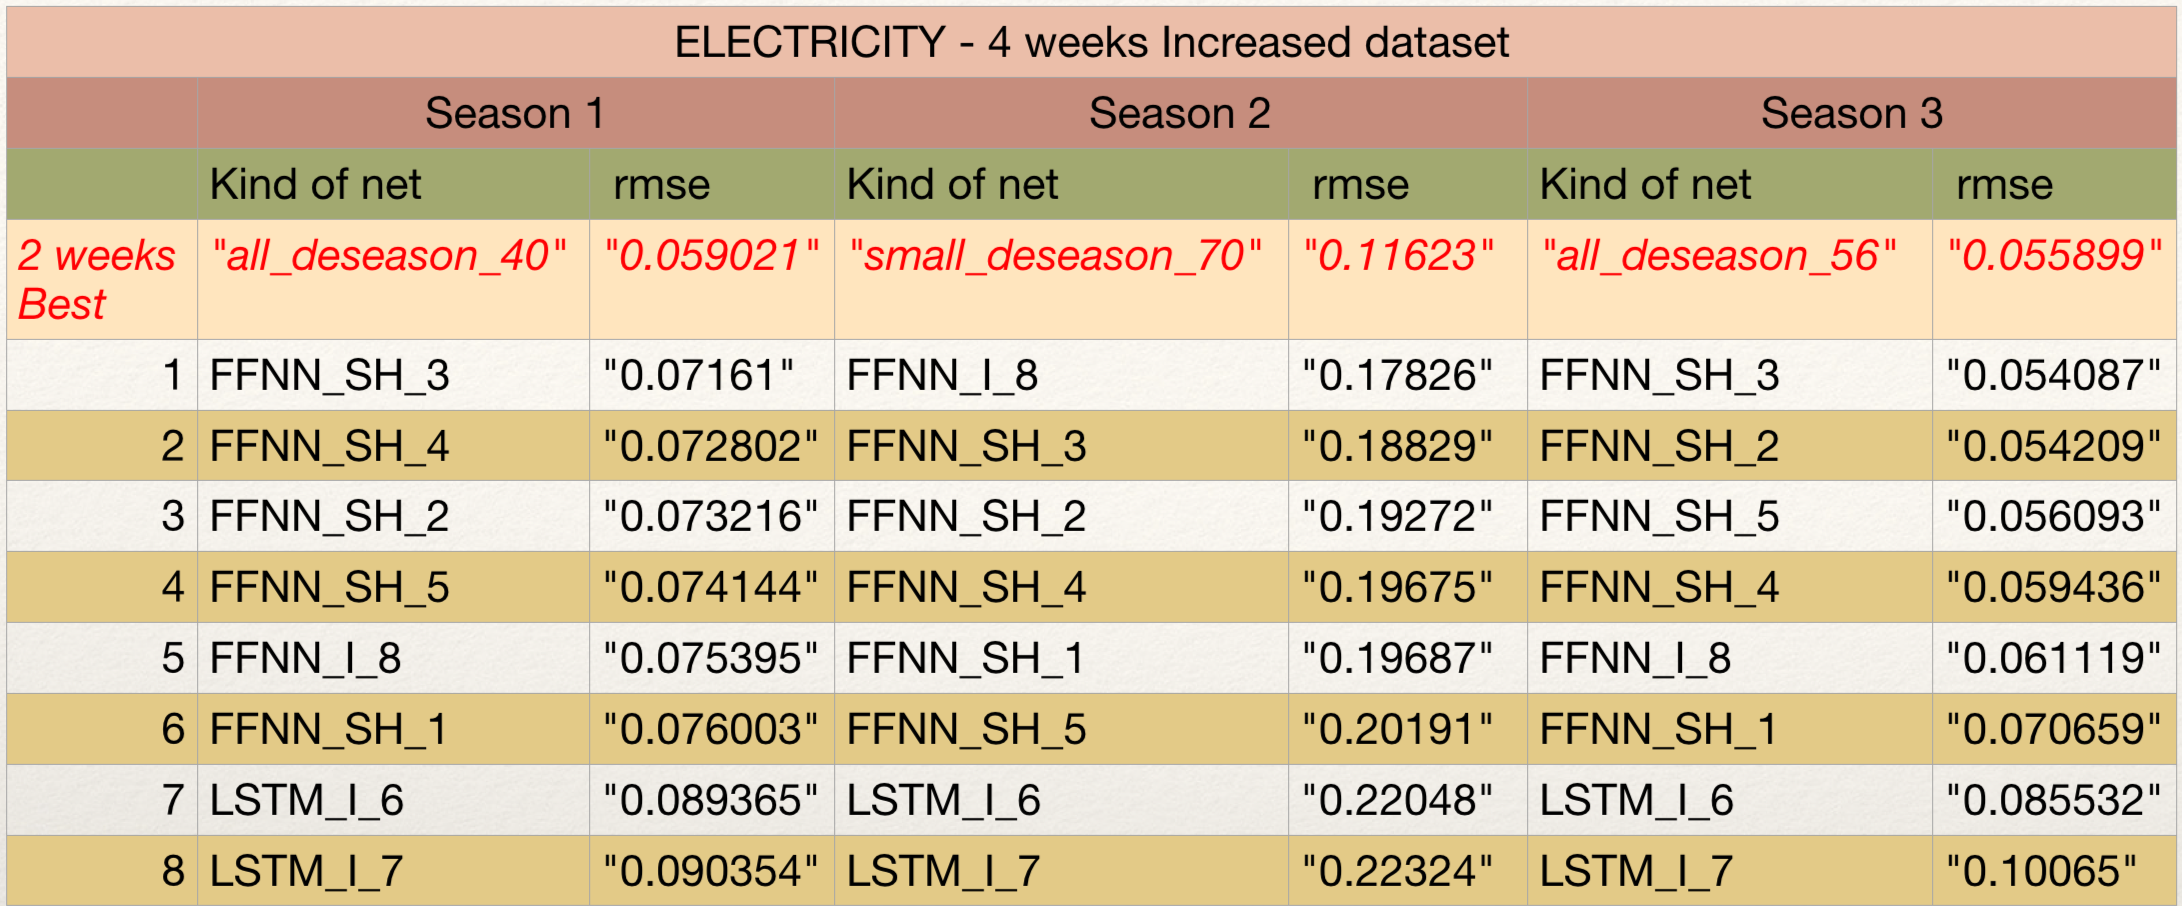 ELECTRICITY - 4 weeks Increased dataset
Season 1 Season 2 Season 3
Kind of net rmse Kind of net rmse Kind of net rmse
2 weeks "all_deseason_40" "0.059021" "small_deseason_70" "0.11623" "all_deseason_56" "0.055899"
Best
1 FFNN_SH_3 "0.07161" FFNN_I_8 "0.17826" FFNN_SH_3 "0.054087"
2 FFNN_SH_4 "0.072802" FFNN_SH_3 "0.18829" FFNN_SH_2 "0.054209"
3 FFNN_SH_2 "0.073216" FFNN_SH_2 "0.19272" FFNN_SH_5 "0.056093"
4 FFNN_SH_5 "0.074144" FFNN_SH_4 "0.19675" FFNN_SH_4 "0.059436"
5 FFNN_I_8 "0.075395" FFNN_SH_1 "0.19687" FFNN_I_8 "0.061119"
6 FFNN_SH_1 "0.076003" FFNN_SH_5 "0.20191" FFNN_SH_1 "0.070659"
7 LSTM_I_6 "0.089365" LSTM_I_6 "0.22048" LSTM_I_6 "0.085532"
8 LSTM_I_7 "0.090354" LSTM_I_7 "0.22324" LSTM_I_7 "0.10065"